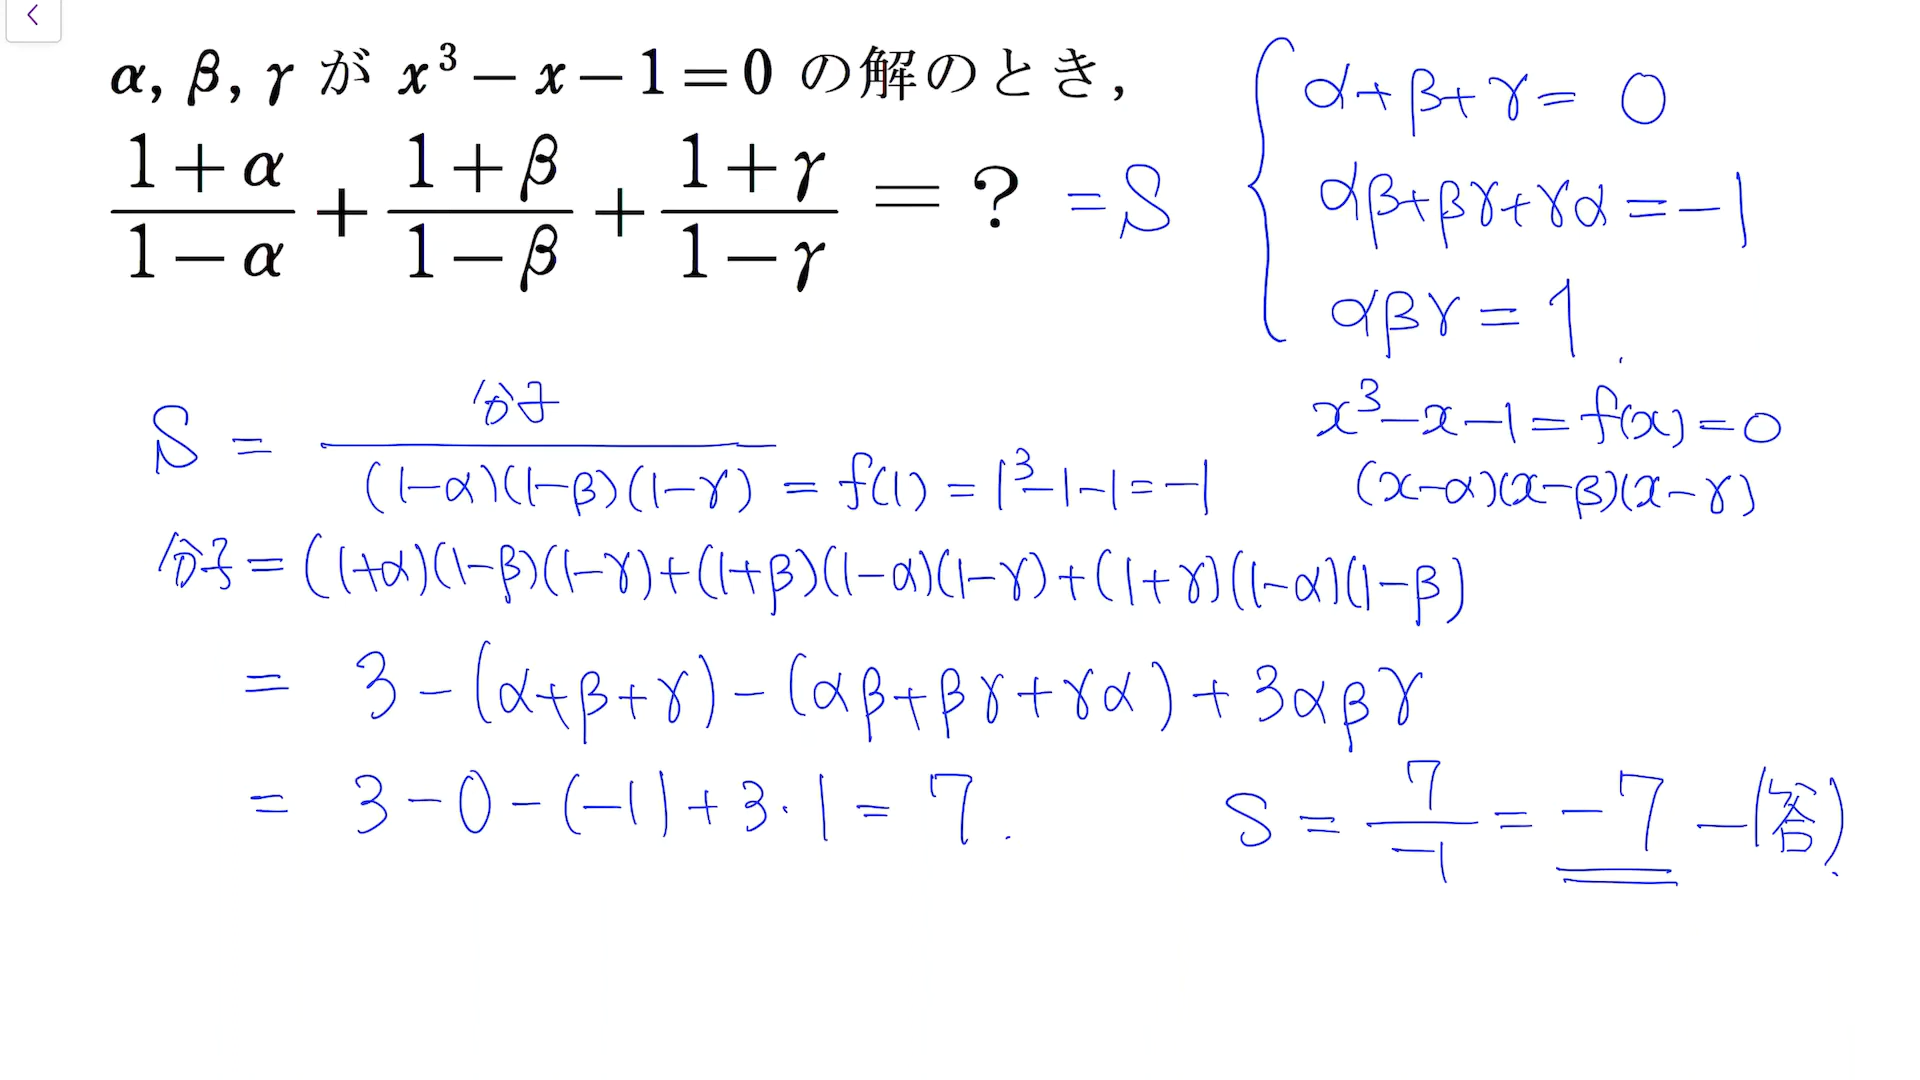 α, β, γ が x³ − x − 1 = 0 の解のとき,
(1+α)/(1−α) + (1+β)/(1−β) + (1+γ)/(1−γ) = ? = S
α+β+γ = 0
αβ+βγ+γα = −1
αβγ = 1
x³−x−1 = f(x) = 0
(x−α)(x−β)(x−γ)
S = 分子/(1−α)(1−β)(1−γ) = f(1) = 1³−1−1 = −1
分子 = (1+α)(1−β)(1−γ)+(1+β)(1−α)(1−γ)+(1+γ)(1−α)(1−β)
= 3 − (α+β+γ) − (αβ+βγ+γα) + 3αβγ
= 3 − 0 − (−1) + 3・1 = 7.
S = 7/−1 = −7 —(答)